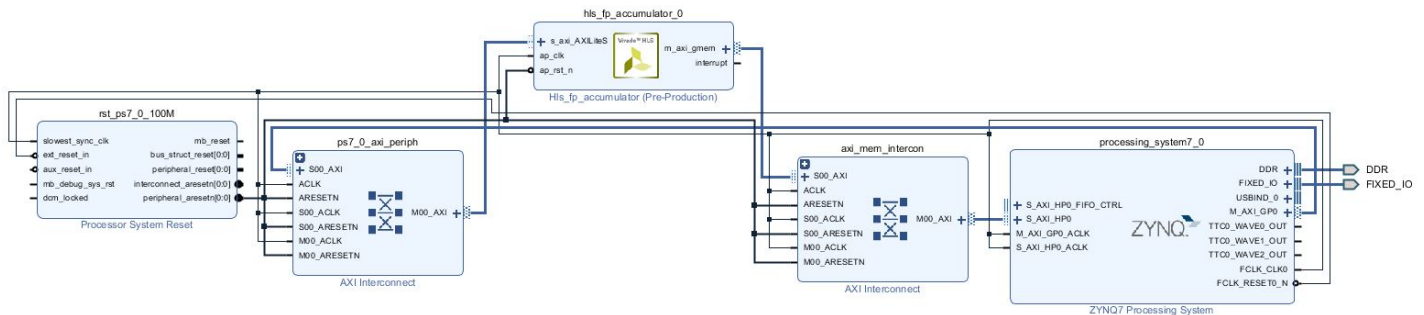 hls_fp_accumulator_0
s_axi_AXILiteS
ap_clk
ap_rst_n
Vivado™ HLS
m_axi_gmem
interrupt
Hls_fp_accumulator (Pre-Production)
rst_ps7_0_100M
slowest_sync_clk
ext_reset_in
aux_reset_in
mb_debug_sys_rst
dcm_locked
mb_reset
bus_struct_reset[0:0]
peripheral_reset[0:0]
interconnect_aresetn[0:0]
peripheral_aresetn[0:0]
Processor System Reset
ps7_0_axi_periph
S00_AXI
ACLK
ARESETN
S00_ACLK
S00_ARESETN
M00_ACLK
M00_ARESETN
M00_AXI
AXI Interconnect
axi_mem_intercon
S00_AXI
ACLK
ARESETN
S00_ACLK
S00_ARESETN
M00_ACLK
M00_ARESETN
M00_AXI
AXI Interconnect
processing_system7_0
S_AXI_HP0_FIFO_CTRL
S_AXI_HP0
M_AXI_GP0_ACLK
S_AXI_HP0_ACLK
ZYNQ.
DDR
FIXED_IO
USBIND_0
M_AXI_GP0
TTC0_WAVE0_OUT
TTC0_WAVE1_OUT
TTC0_WAVE2_OUT
FCLK_CLK0
FCLK_RESET0_N
ZYNQ7 Processing System
DDR
FIXED_IO